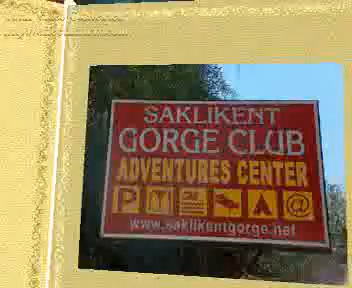 SAKLIKENT
GORGE CLUB
ADVENTURES CENTER
P @
www.saklikentgorge.net